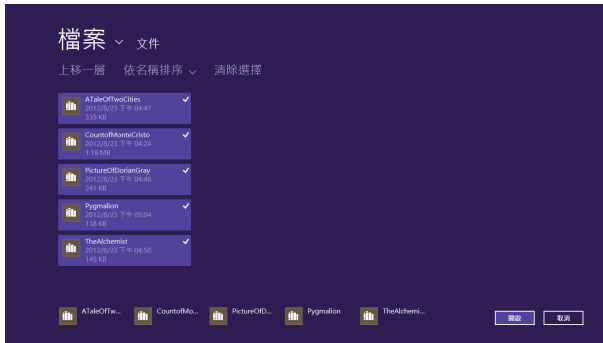 檔案 文件
上移一層 依名稱排序 清除選擇
ATaleOfTwoCities
2012/8/23 下午 04:47
335 KB
CountofMonteCristo
2012/8/23 下午 04:24
1.16 MB
PictureOfDorianGray
2012/8/23 下午 04:48
241 KB
Pygmalion
2012/8/23 下午 05:04
118 KB
TheAlchemist
2012/8/23 下午 04:50
145 KB
ATaleOfTw... CountofMo... PictureOfD... Pygmalion TheAlchemi...
開啟 取消